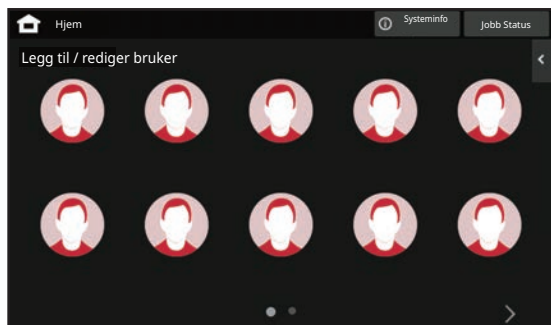 Hjem
Systeminfo
Jobb Status
Legg til / rediger bruker